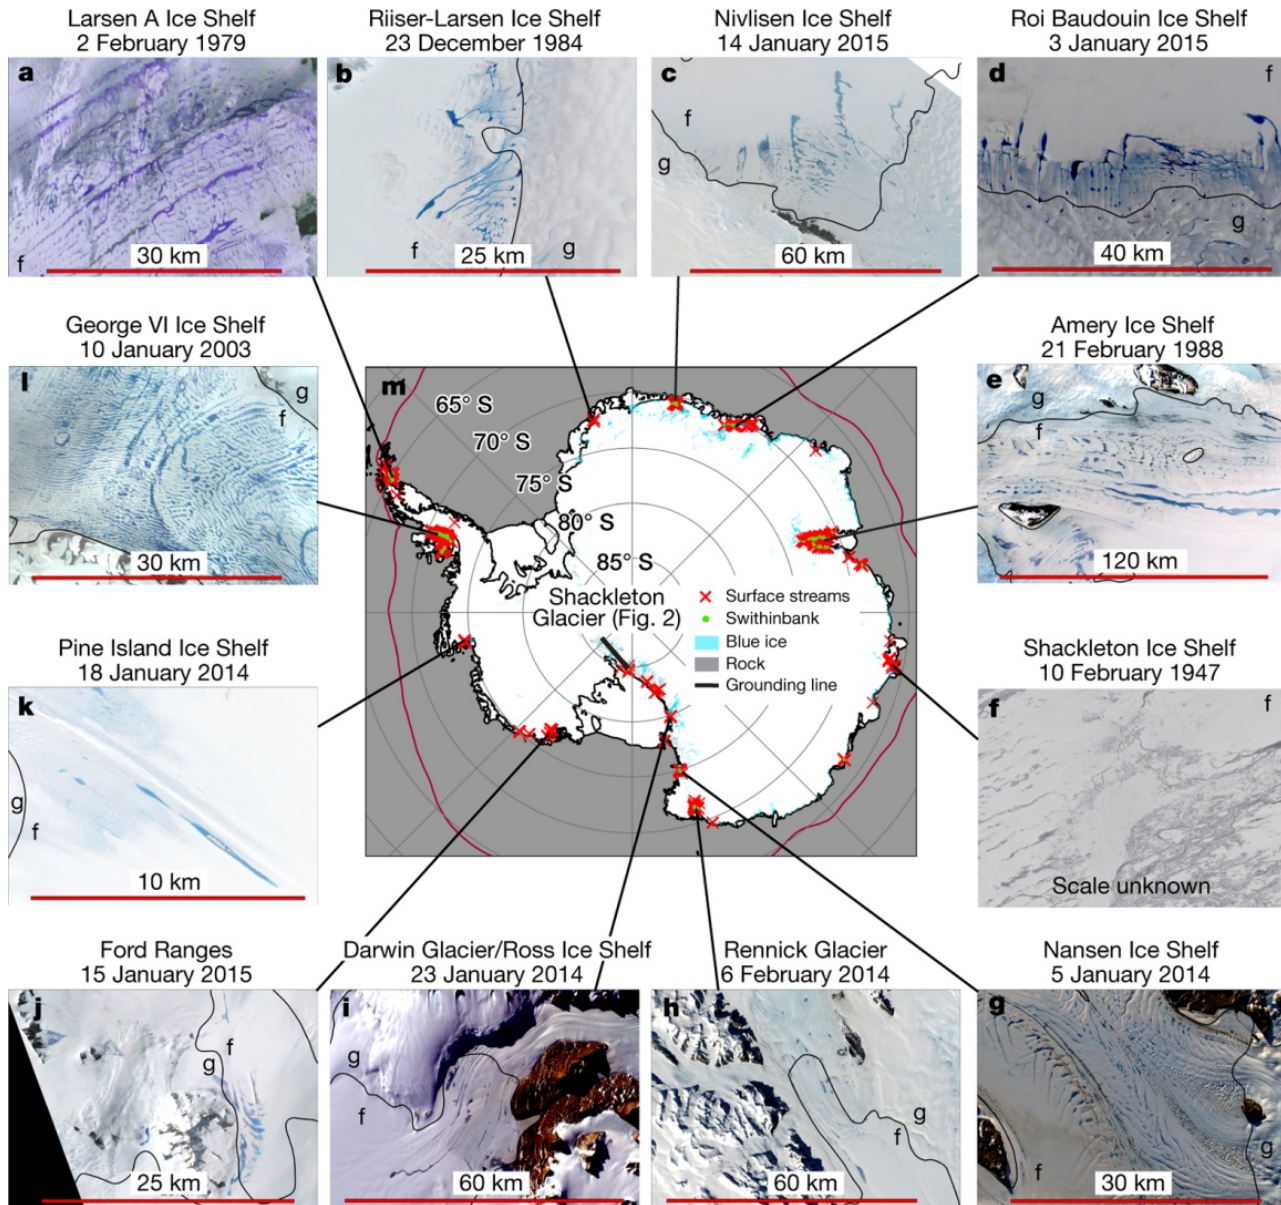 Larsen A Ice Shelf
2 February 1979
a
f
30 km
Riiser-Larsen Ice Shelf
23 December 1984
b
f
g
25 km
Nivlisen Ice Shelf
14 January 2015
c
f
g
60 km
Roi Baudouin Ice Shelf
3 January 2015
d
f
g
40 km
George VI Ice Shelf
10 January 2003
l
g
f
30 km
m
65° S
70° S
75° S
80° S
85° S
Shackleton
Glacier (Fig. 2)
Surface streams
Swithinbank
Blue ice
Rock
Grounding line
Amery Ice Shelf
21 February 1988
e
g
f
120 km
Pine Island Ice Shelf
18 January 2014
k
g
f
10 km
Shackleton Ice Shelf
10 February 1947
f
f
Scale unknown
Ford Ranges
15 January 2015
j
f
g
25 km
Darwin Glacier/Ross Ice Shelf
23 January 2014
i
g
f
60 km
Rennick Glacier
6 February 2014
h
g
f
60 km
Nansen Ice Shelf
5 January 2014
g
g
f
30 km